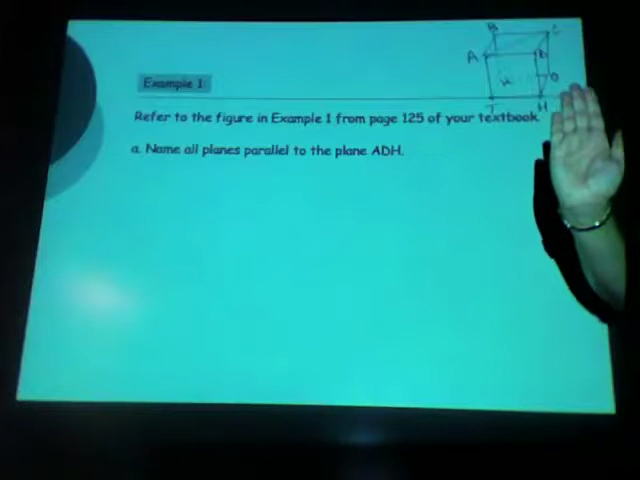 B C
A D
O
T H
Example 1:
Refer to the figure in Example 1 from page 125 of your textbook.
a. Name all planes parallel to the plane ADH.